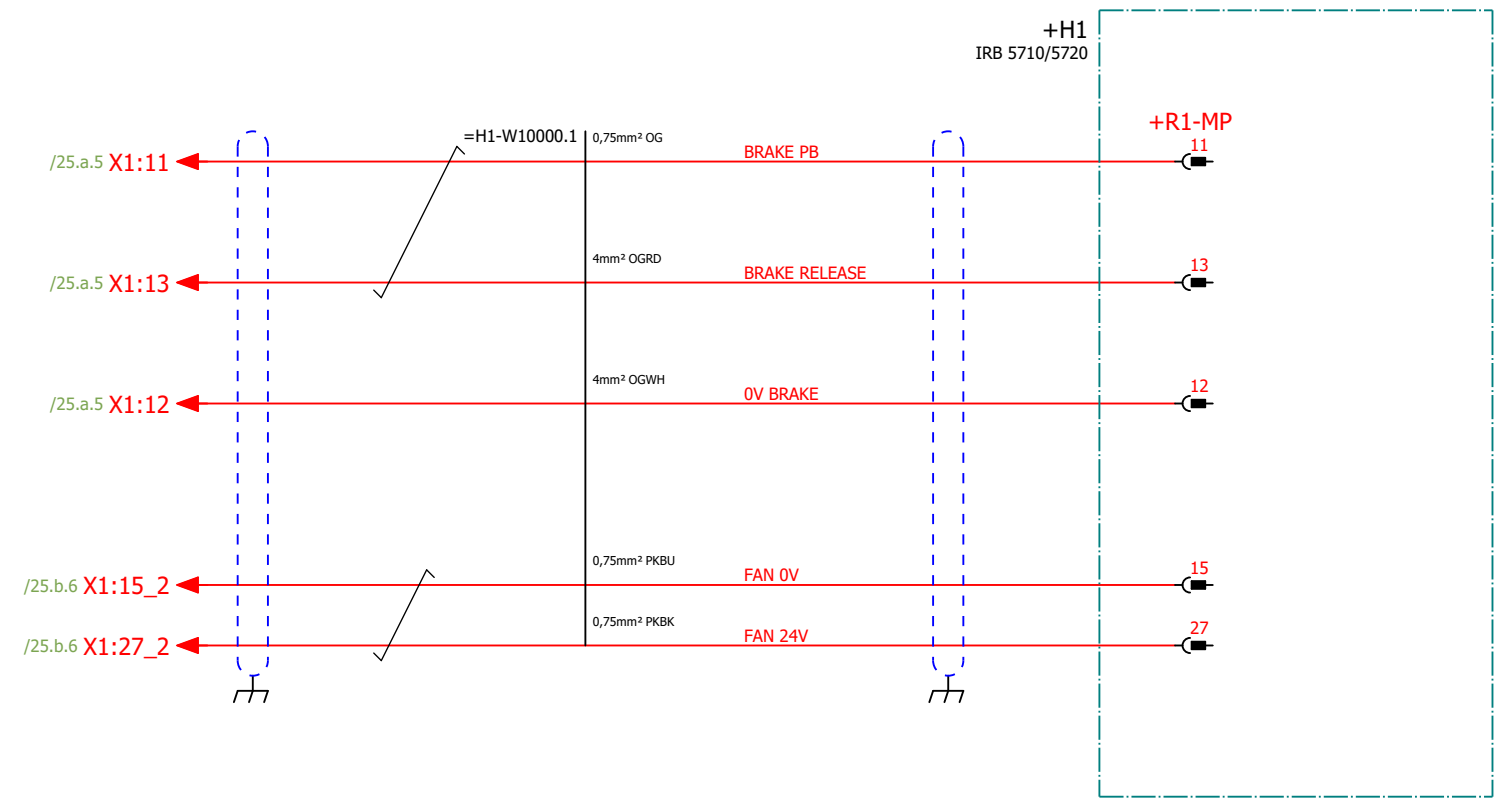 +H1
IRB 5710/5720
+R1-MP
=H1-W10000.1 0,75mm² OG
/25.a.5 X1:11 BRAKE PB 11
4mm² OGRD
/25.a.5 X1:13 BRAKE RELEASE 13
4mm² OGWH
/25.a.5 X1:12 0V BRAKE 12
0,75mm² PKBU
/25.b.6 X1:15_2 FAN 0V 15
0,75mm² PKBK
/25.b.6 X1:27_2 FAN 24V 27